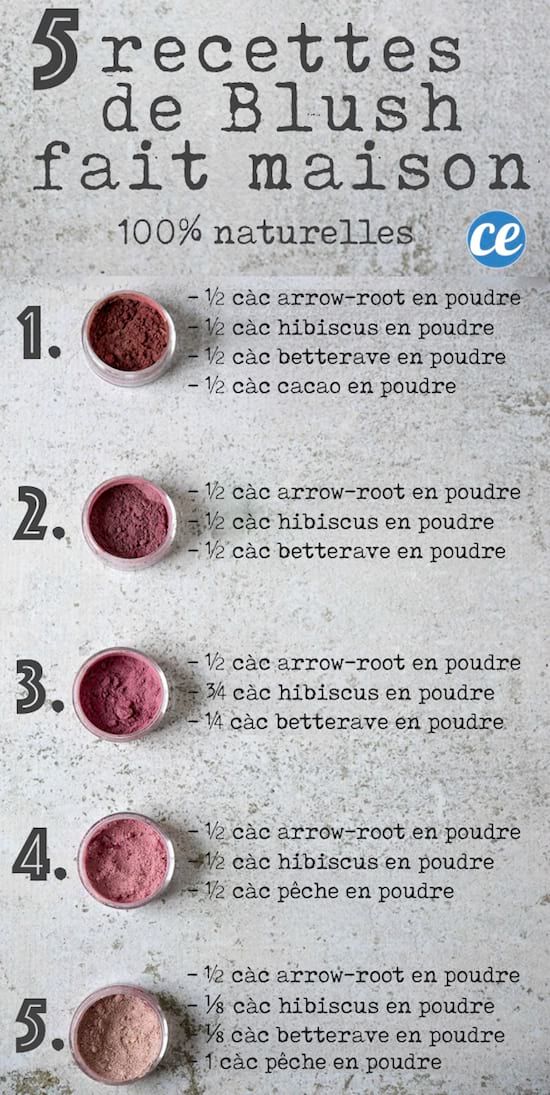 5 recettes
de Blush
fait maison
100% naturelles
ce
1.
- ½ càc arrow-root en poudre
- ½ càc hibiscus en poudre
- ½ càc betterave en poudre
- ½ càc cacao en poudre
2.
- ½ càc arrow-root en poudre
- ½ càc hibiscus en poudre
- ½ càc betterave en poudre
3.
- ½ càc arrow-root en poudre
- ¾ càc hibiscus en poudre
- ¼ càc betterave en poudre
4.
- ½ càc arrow-root en poudre
- ½ càc hibiscus en poudre
- ½ càc pêche en poudre
5.
- ½ càc arrow-root en poudre
- ⅛ càc hibiscus en poudre
- ⅛ càc betterave en poudre
- 1 càc pêche en poudre